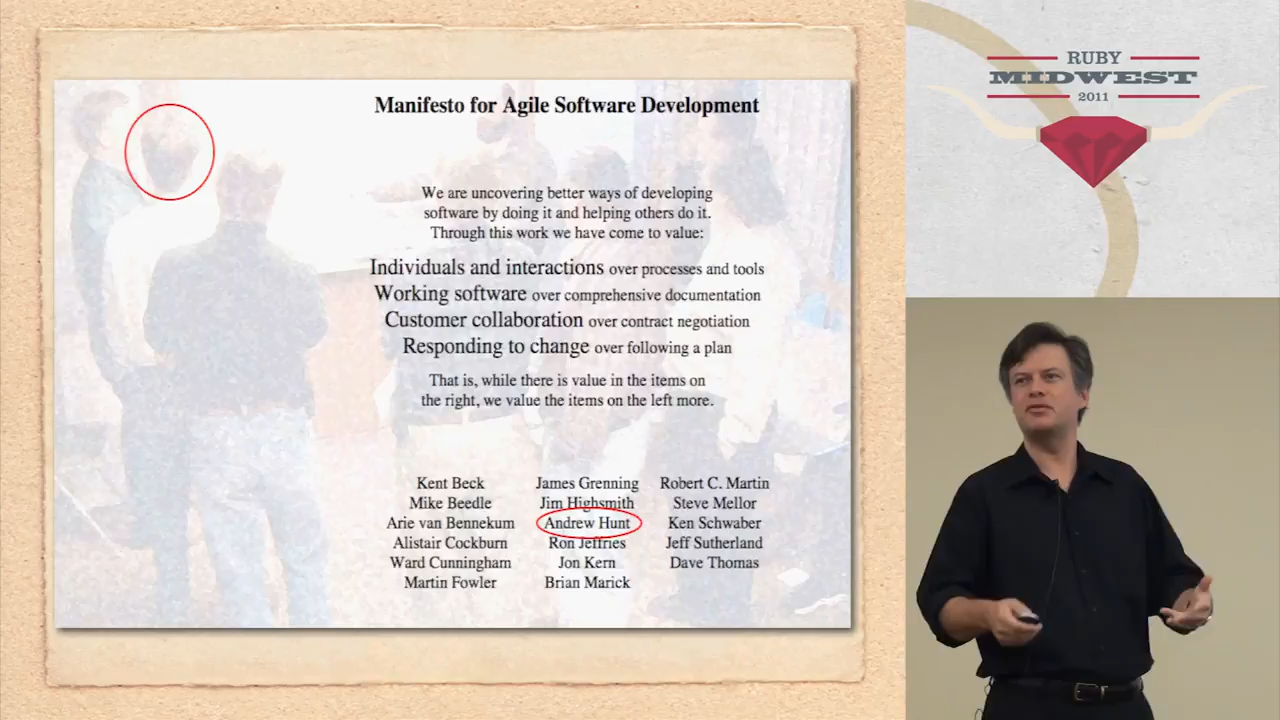 Manifesto for Agile Software Development
We are uncovering better ways of developing
software by doing it and helping others do it.
Through this work we have come to value:
Individuals and interactions over processes and tools
Working software over comprehensive documentation
Customer collaboration over contract negotiation
Responding to change over following a plan
That is, while there is value in the items on
the right, we value the items on the left more.
Kent Beck
Mike Beedle
Arie van Bennekum
Alistair Cockburn
Ward Cunningham
Martin Fowler
James Grenning
Jim Highsmith
Andrew Hunt
Ron Jeffries
Jon Kern
Brian Marick
Robert C. Martin
Steve Mellor
Ken Schwaber
Jeff Sutherland
Dave Thomas
RUBY
MIDWEST
2011